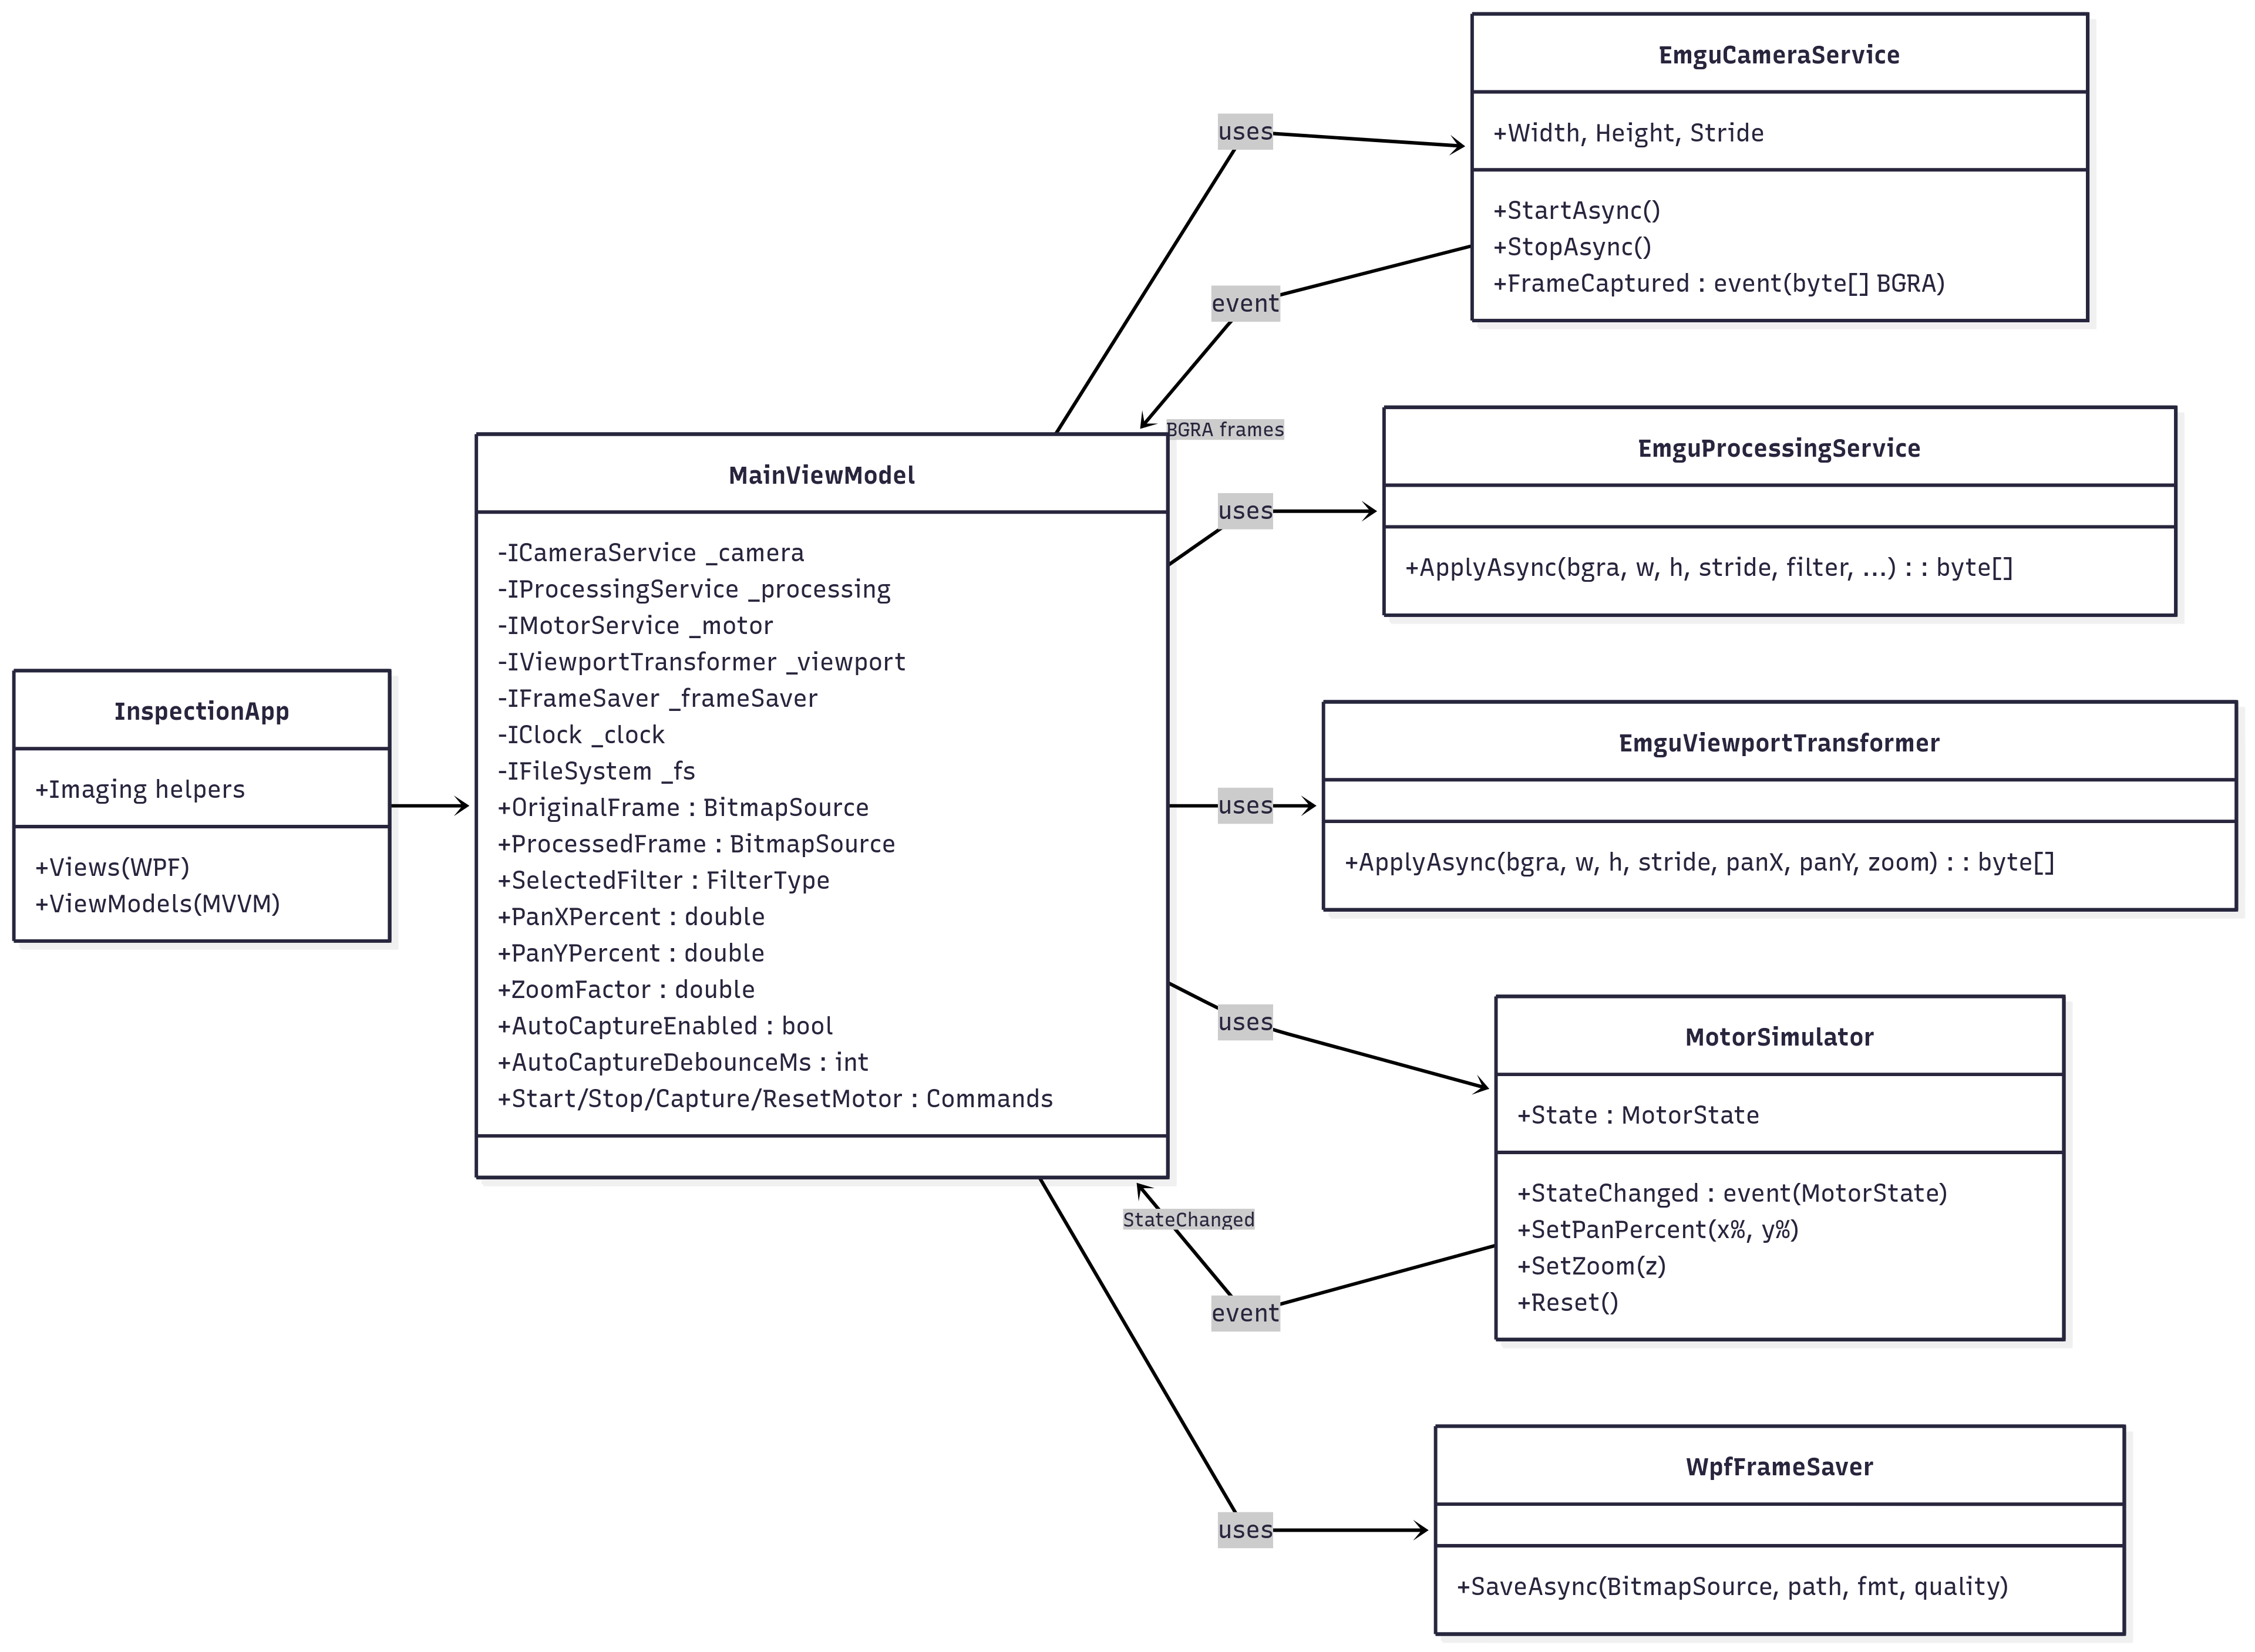 InspectionApp
+Imaging helpers
+Views(WPF)
+ViewModels(MVVM)
MainViewModel
-ICameraService _camera
-IProcessingService _processing
-IMotorService _motor
-IViewportTransformer _viewport
-IFrameSaver _frameSaver
-IClock _clock
-IFileSystem _fs
+OriginalFrame : BitmapSource
+ProcessedFrame : BitmapSource
+SelectedFilter : FilterType
+PanXPercent : double
+PanYPercent : double
+ZoomFactor : double
+AutoCaptureEnabled : bool
+AutoCaptureDebounceMs : int
+Start/Stop/Capture/ResetMotor : Commands
uses
event
BGRA frames
uses
uses
uses
StateChanged
event
uses
EmguCameraService
+Width, Height, Stride
+StartAsync()
+StopAsync()
+FrameCaptured : event(byte[] BGRA)
EmguProcessingService
+ApplyAsync(bgra, w, h, stride, filter, ...) : : byte[]
EmguViewportTransformer
+ApplyAsync(bgra, w, h, stride, panX, panY, zoom) : : byte[]
MotorSimulator
+State : MotorState
+StateChanged : event(MotorState)
+SetPanPercent(x%, y%)
+SetZoom(z)
+Reset()
WpfFrameSaver
+SaveAsync(BitmapSource, path, fmt, quality)